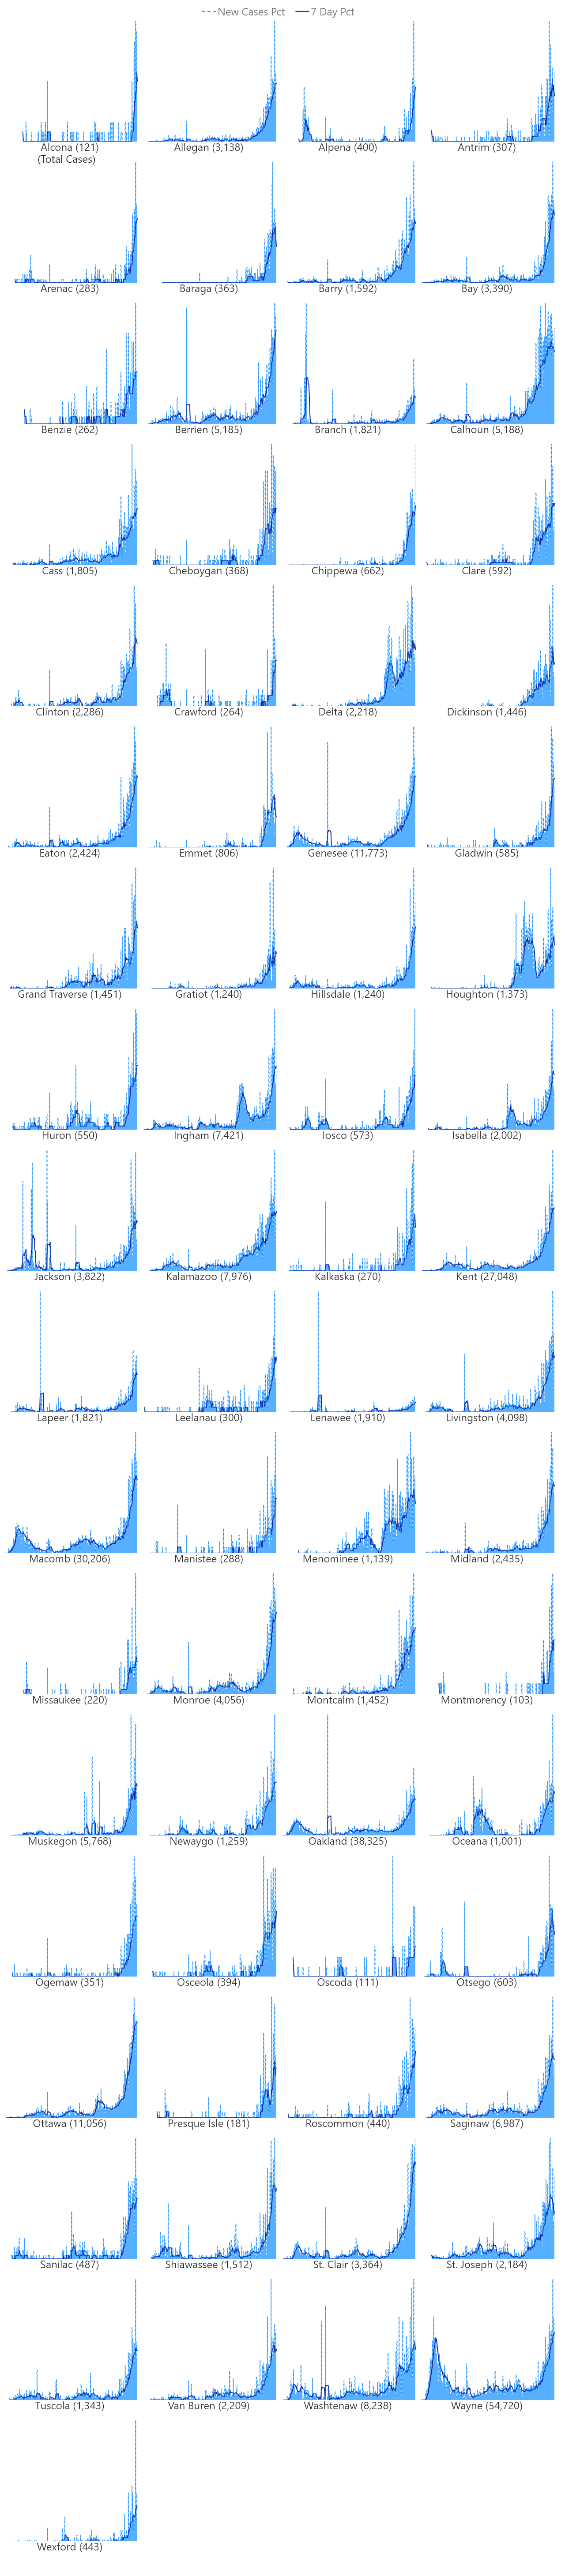 New Cases Pct 7 Day Pct
Alcona (121) Allegan (3,138) Alpena (400) Antrim (307)
(Total Cases)
Arenac (283) Baraga (363) Barry (1,592) Bay (3,390)
Benzie (262) Berrien (5,185) Branch (1,821) Calhoun (5,188)
Cass (1,805) Cheboygan (368) Chippewa (662) Clare (592)
Clinton (2,286) Crawford (264) Delta (2,218) Dickinson (1,446)
Eaton (2,424) Emmet (806) Genesee (11,773) Gladwin (585)
Grand Traverse (1,451) Gratiot (1,240) Hillsdale (1,240) Houghton (1,373)
Huron (550) Ingham (7,421) Iosco (573) Isabella (2,002)
Jackson (3,822) Kalamazoo (7,976) Kalkaska (270) Kent (27,048)
Lapeer (1,821) Leelanau (300) Lenawee (1,910) Livingston (4,098)
Macomb (30,206) Manistee (288) Menominee (1,139) Midland (2,435)
Missaukee (220) Monroe (4,056) Montcalm (1,452) Montmorency (103)
Muskegon (5,768) Newaygo (1,259) Oakland (38,325) Oceana (1,001)
Ogemaw (351) Osceola (394) Oscoda (111) Otsego (603)
Ottawa (11,056) Presque Isle (181) Roscommon (440) Saginaw (6,987)
Sanilac (487) Shiawassee (1,512) St. Clair (3,364) St. Joseph (2,184)
Tuscola (1,343) Van Buren (2,209) Washtenaw (8,238) Wayne (54,720)
Wexford (443)